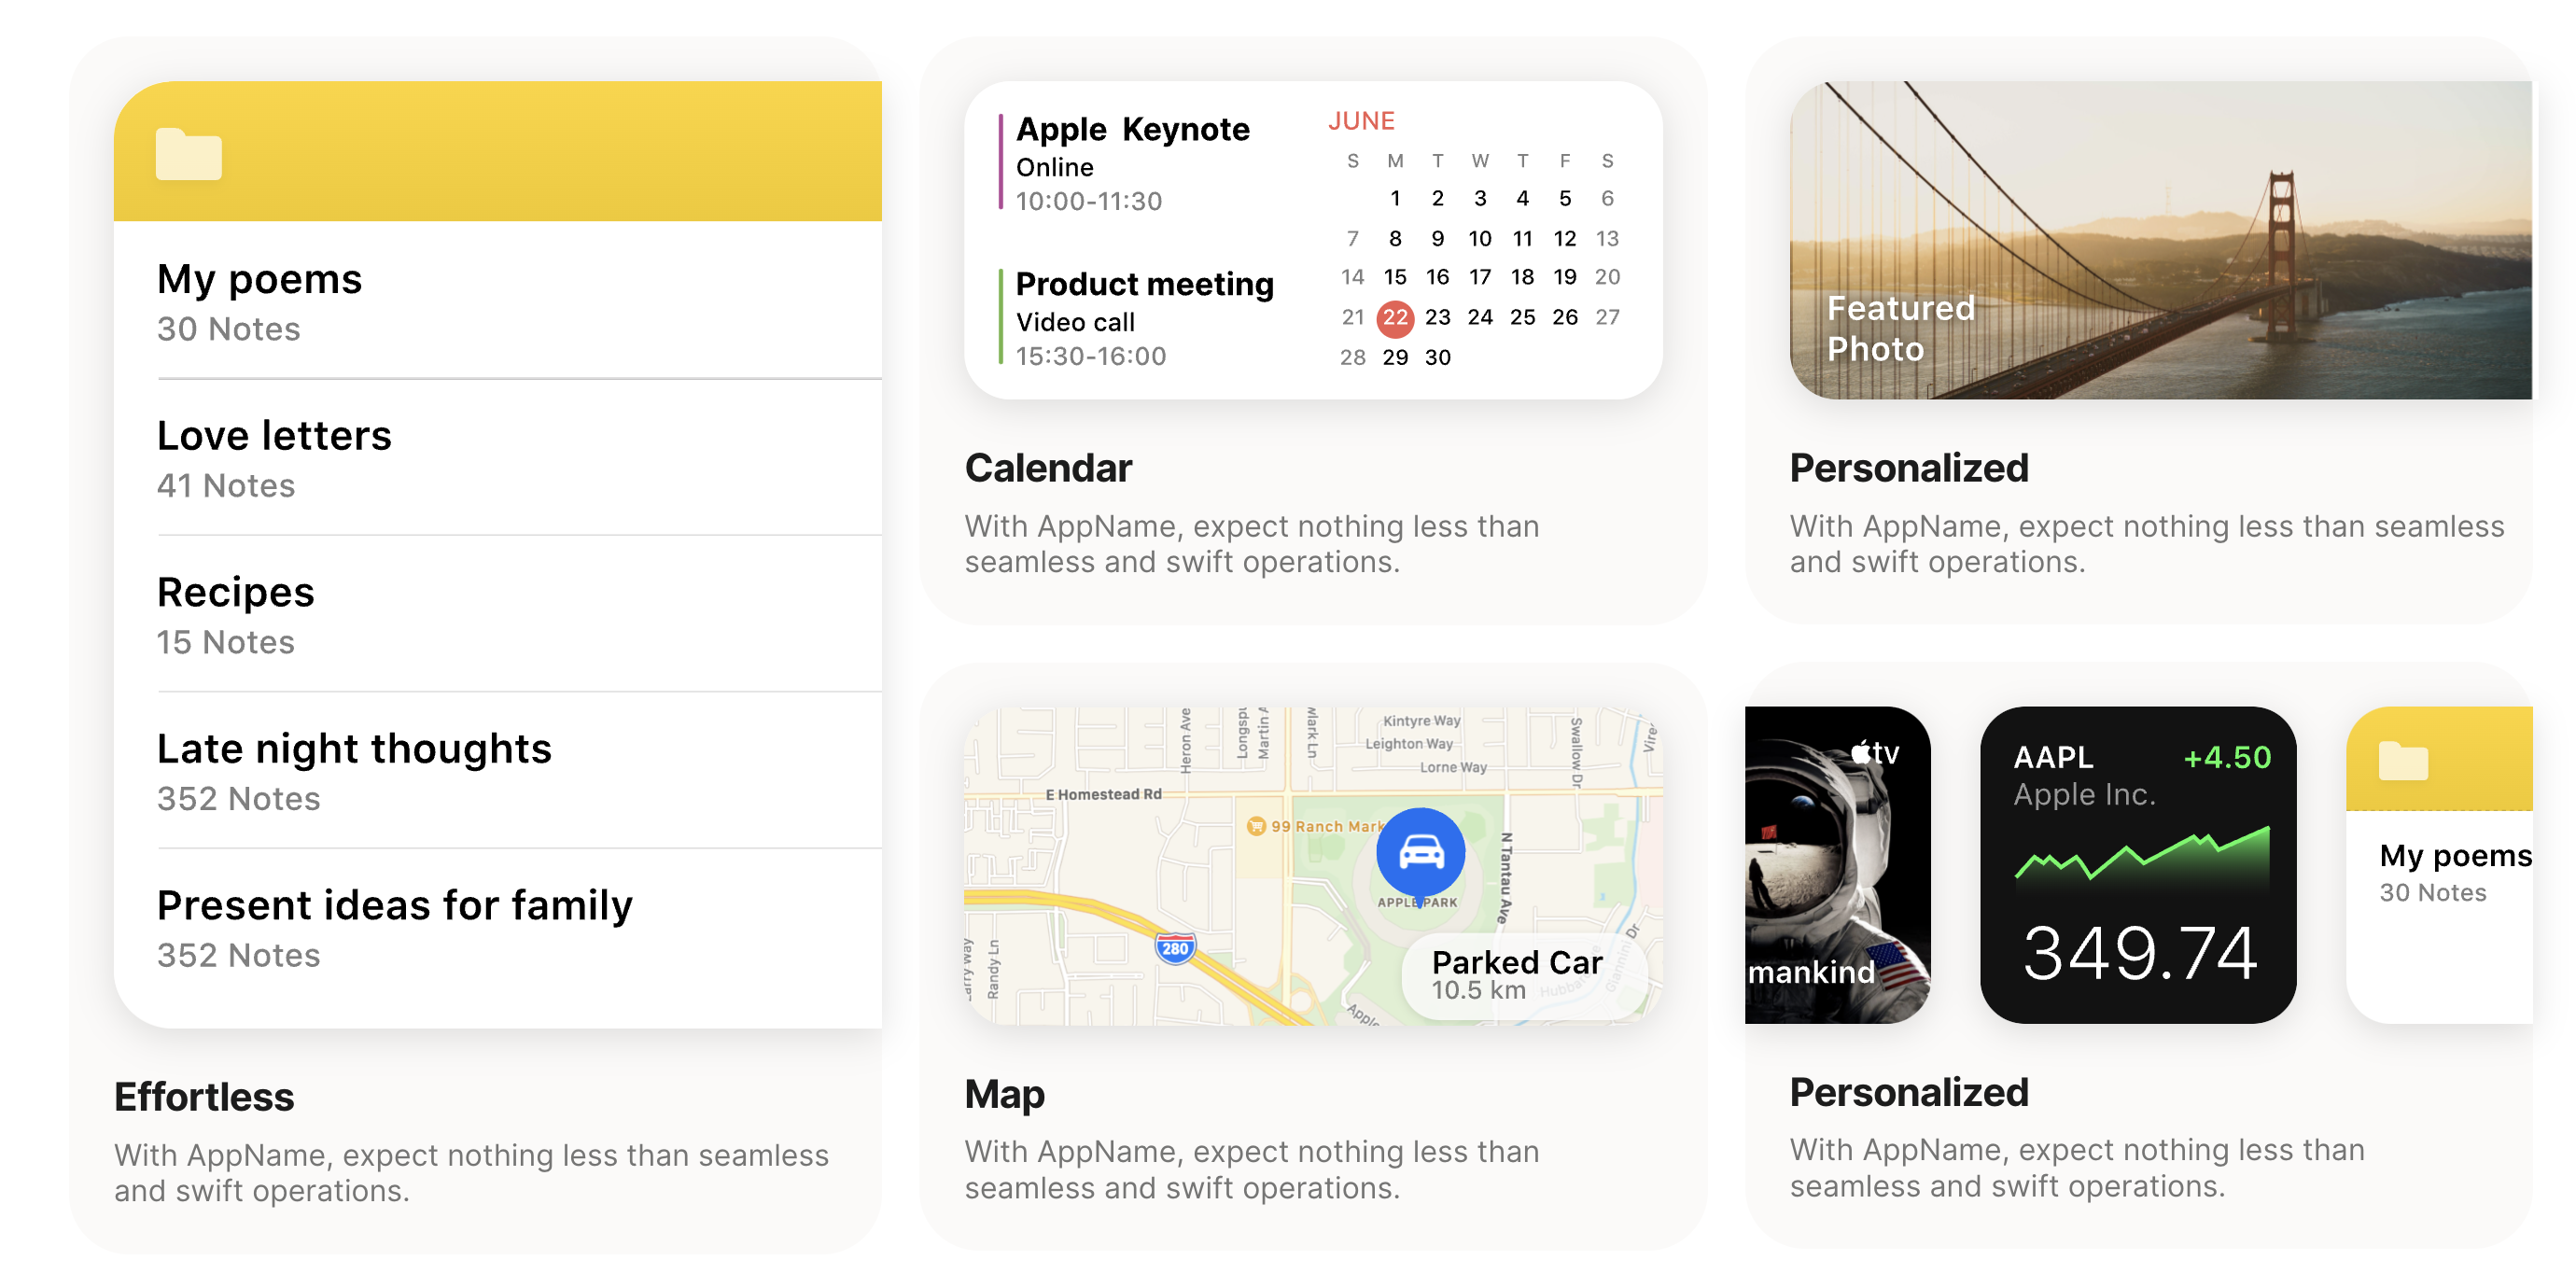 My poems
30 Notes
Love letters
41 Notes
Recipes
15 Notes
Late night thoughts
352 Notes
Present ideas for family
352 Notes
Effortless
With AppName, expect nothing less than seamless
and swift operations.
Apple Keynote
Online
10:00-11:30
Product meeting
Video call
15:30-16:00
JUNE
S M T W T F S
1 2 3 4 5 6
7 8 9 10 11 12 13
14 15 16 17 18 19 20
21 22 23 24 25 26 27
28 29 30
Calendar
With AppName, expect nothing less than
seamless and swift operations.
Featured
Photo
Personalized
With AppName, expect nothing less than seamless
and swift operations.
Heron Ave
Longspu
Martin A
wlark Ln
Kintyre Way
Leighton Way
Lorne Way
Swallow Dr
Vire
E Homestead Rd
99 Ranch Mark
N Tantau Ave
APPLE PARK
280
Randy Ln
Giannini Dr
Hubba
Apple
Parked Car
10.5 km
Map
With AppName, expect nothing less than
seamless and swift operations.
tv
mankind
AAPL +4.50
Apple Inc.
349.74
My poems
30 Notes
Personalized
With AppName, expect nothing less than
seamless and swift operations.